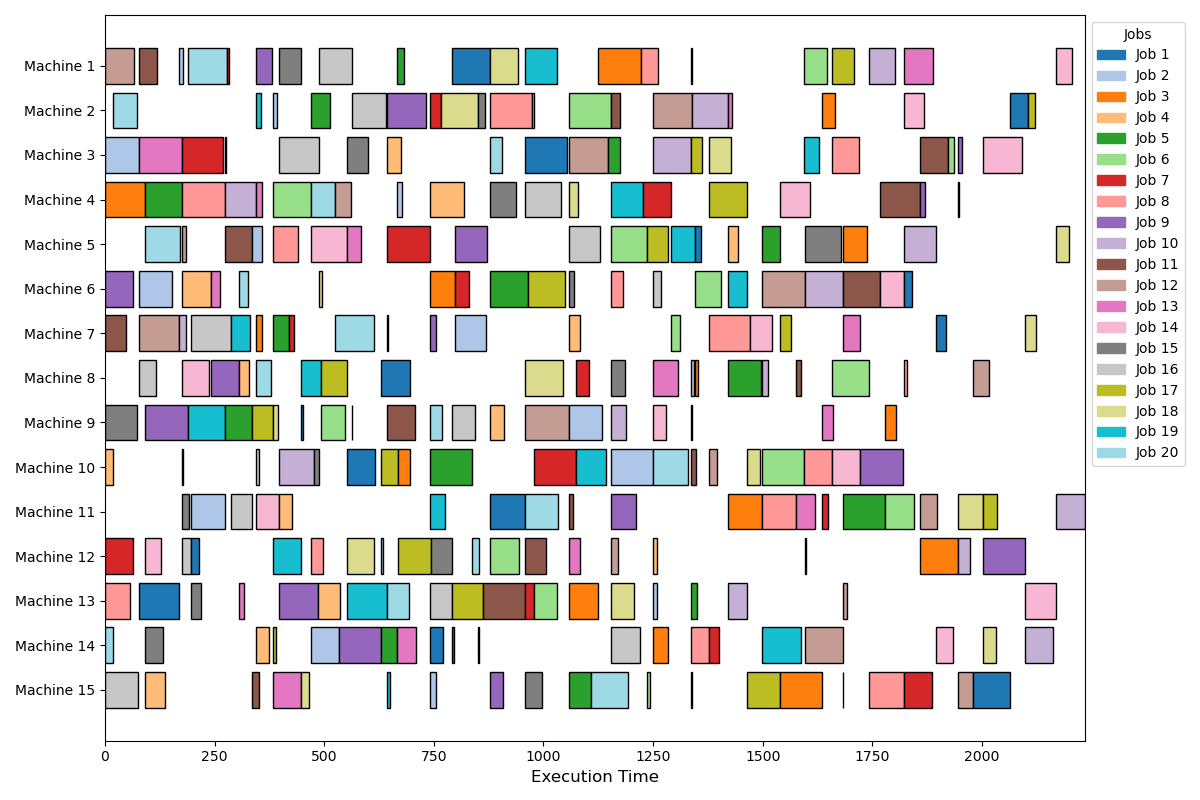 Machine 1
Machine 2
Machine 3
Machine 4
Machine 5
Machine 6
Machine 7
Machine 8
Machine 9
Machine 10
Machine 11
Machine 12
Machine 13
Machine 14
Machine 15
0 250 500 750 1000 1250 1500 1750 2000
Execution Time
Jobs
Job 1
Job 2
Job 3
Job 4
Job 5
Job 6
Job 7
Job 8
Job 9
Job 10
Job 11
Job 12
Job 13
Job 14
Job 15
Job 16
Job 17
Job 18
Job 19
Job 20